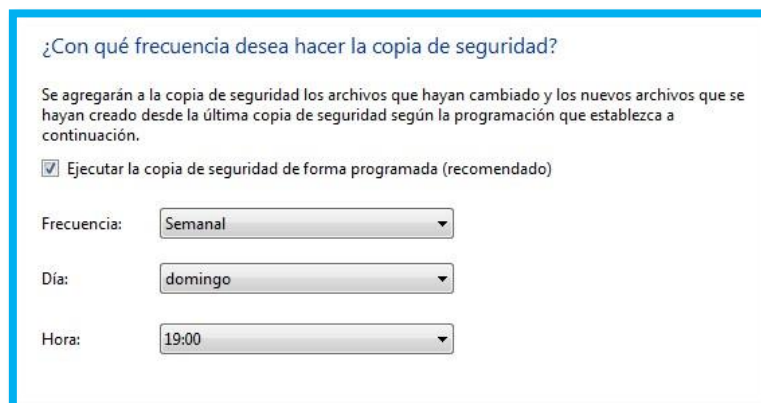 ¿Con qué frecuencia desea hacer la copia de seguridad?
Se agregarán a la copia de seguridad los archivos que hayan cambiado y los nuevos archivos que se
hayan creado desde la última copia de seguridad según la programación que establezca a
continuación.
Ejecutar la copia de seguridad de forma programada (recomendado)
Frecuencia: Semanal
Día: domingo
Hora: 19:00